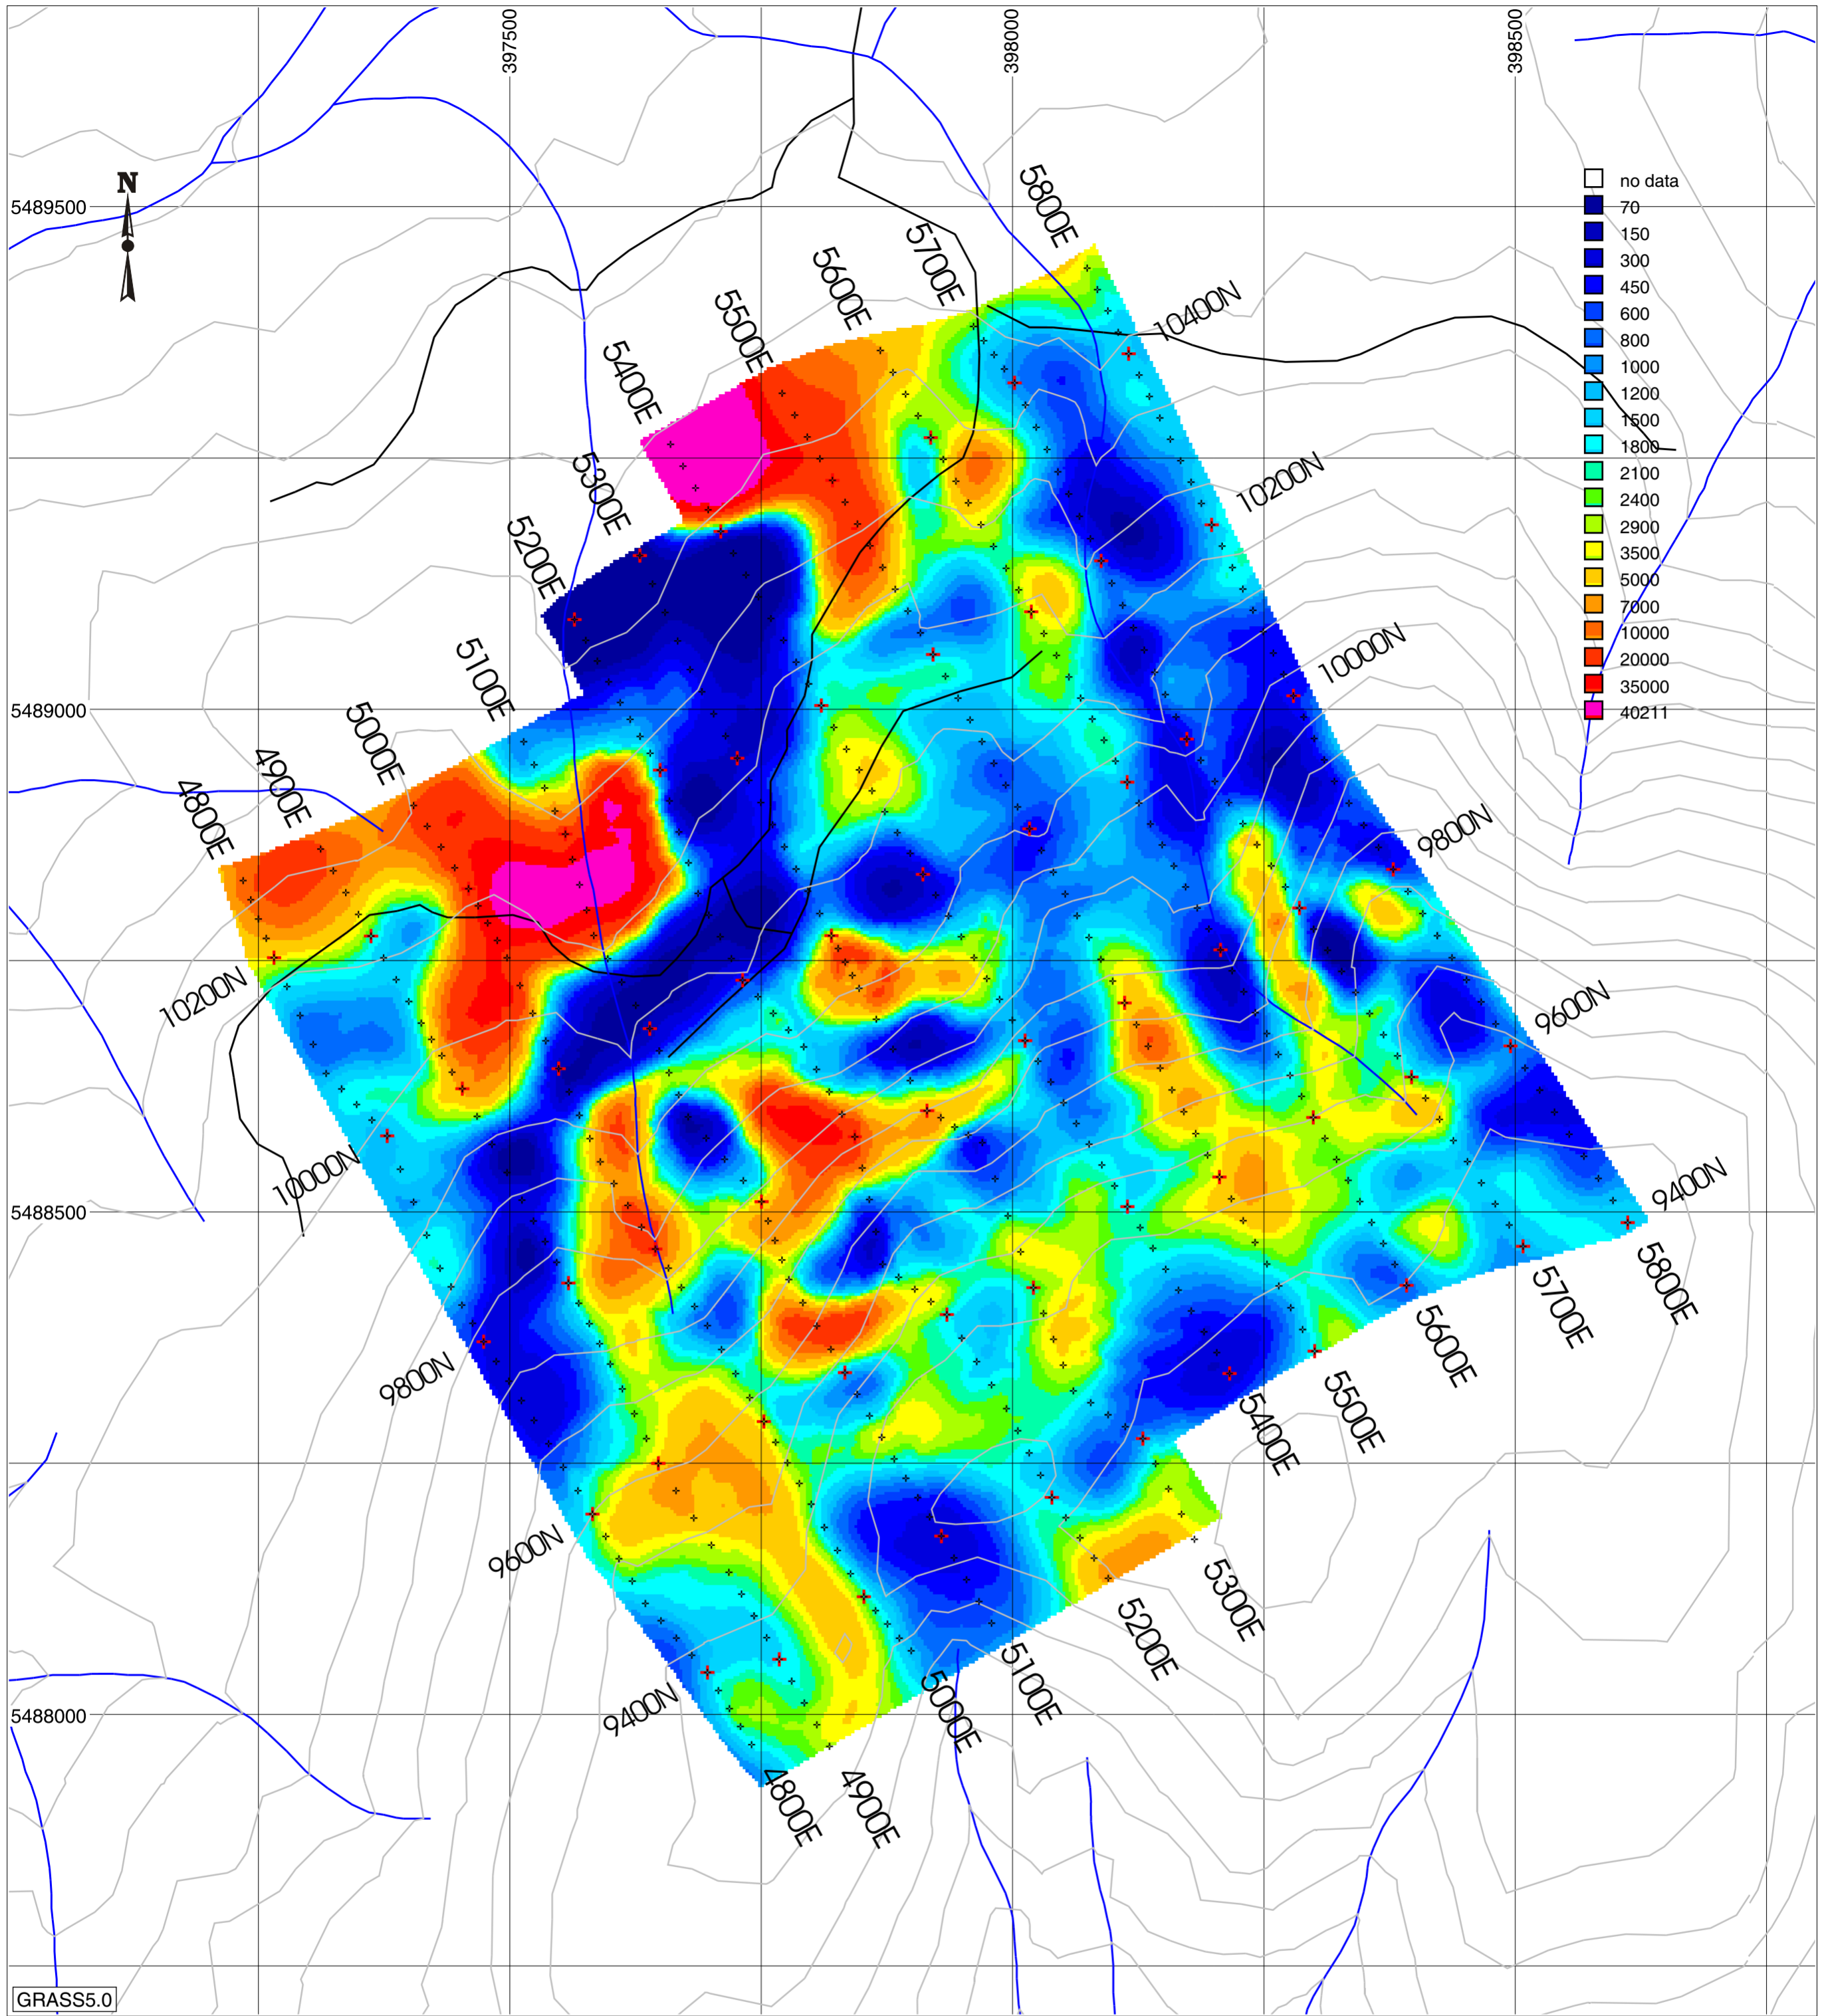 397500
398000
398500
N
5489500
5489000
5488500
5488000
no data
70
150
300
450
600
800
1000
1200
1500
1800
2100
2400
2900
3500
5000
7000
10000
20000
35000
40211
5800E
5700E
5600E
5500E
5400E
5300E
5200E
5100E
5000E
4900E
4800E
10400N
10200N
10000N
9800N
9600N
9400N
10200N
10000N
9800N
9600N
9400N
5800E
5700E
5600E
5500E
5400E
5300E
5200E
5100E
5000E
4900E
4800E
GRASS5.0